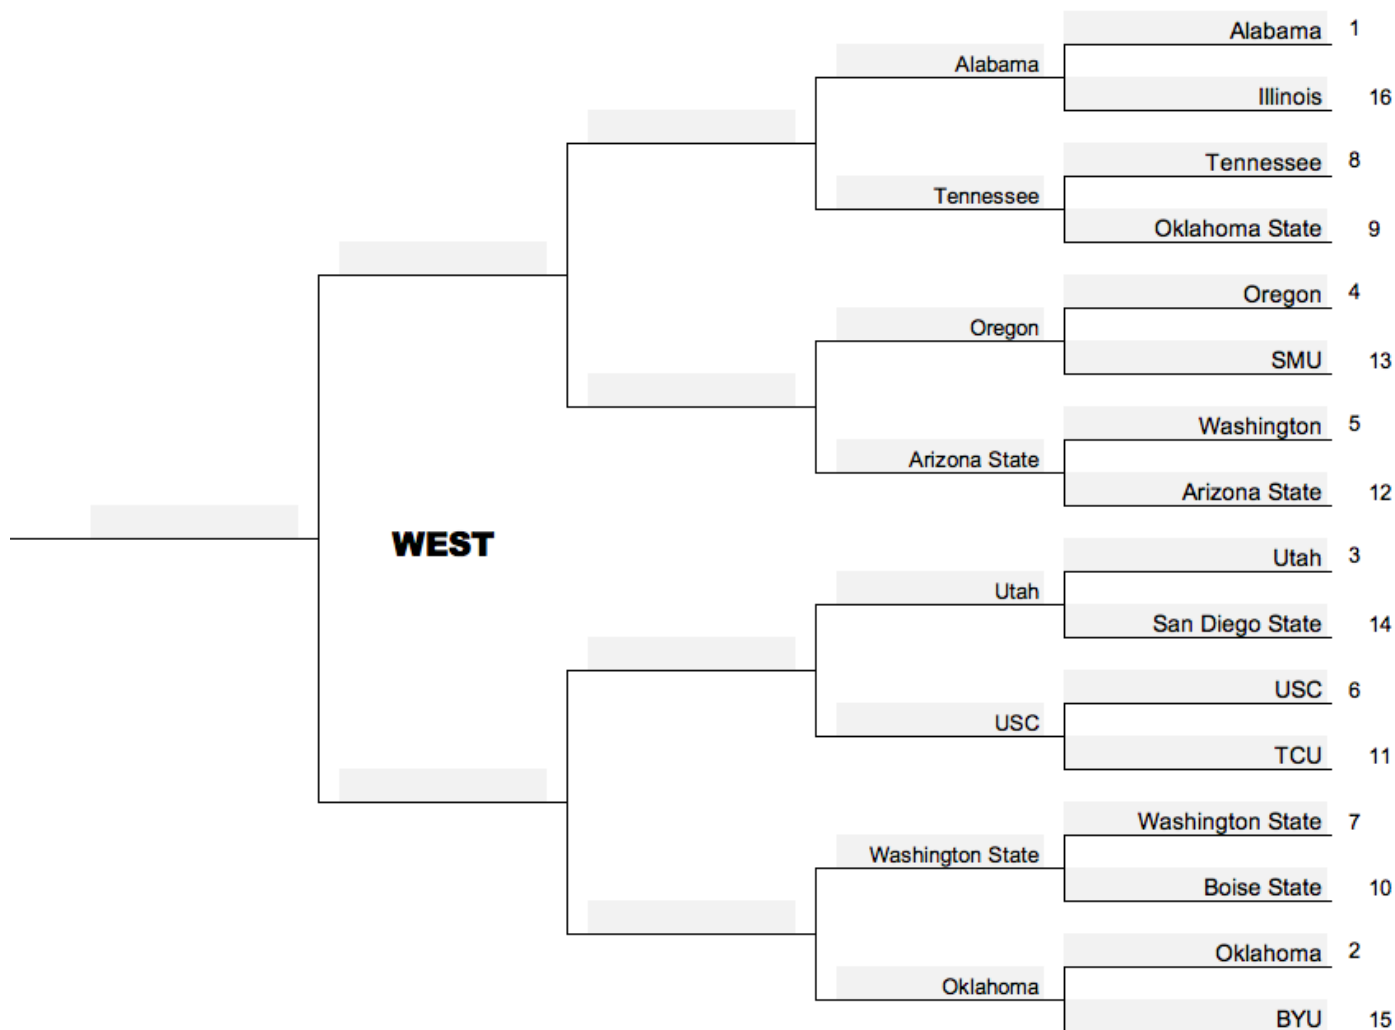 Alabama 1
Alabama
Illinois 16
Tennessee 8
Tennessee
Oklahoma State 9
Oregon 4
Oregon
SMU 13
Washington 5
Arizona State
Arizona State 12
WEST
Utah 3
Utah
San Diego State 14
USC 6
USC
TCU 11
Washington State 7
Washington State
Boise State 10
Oklahoma 2
Oklahoma
BYU 15